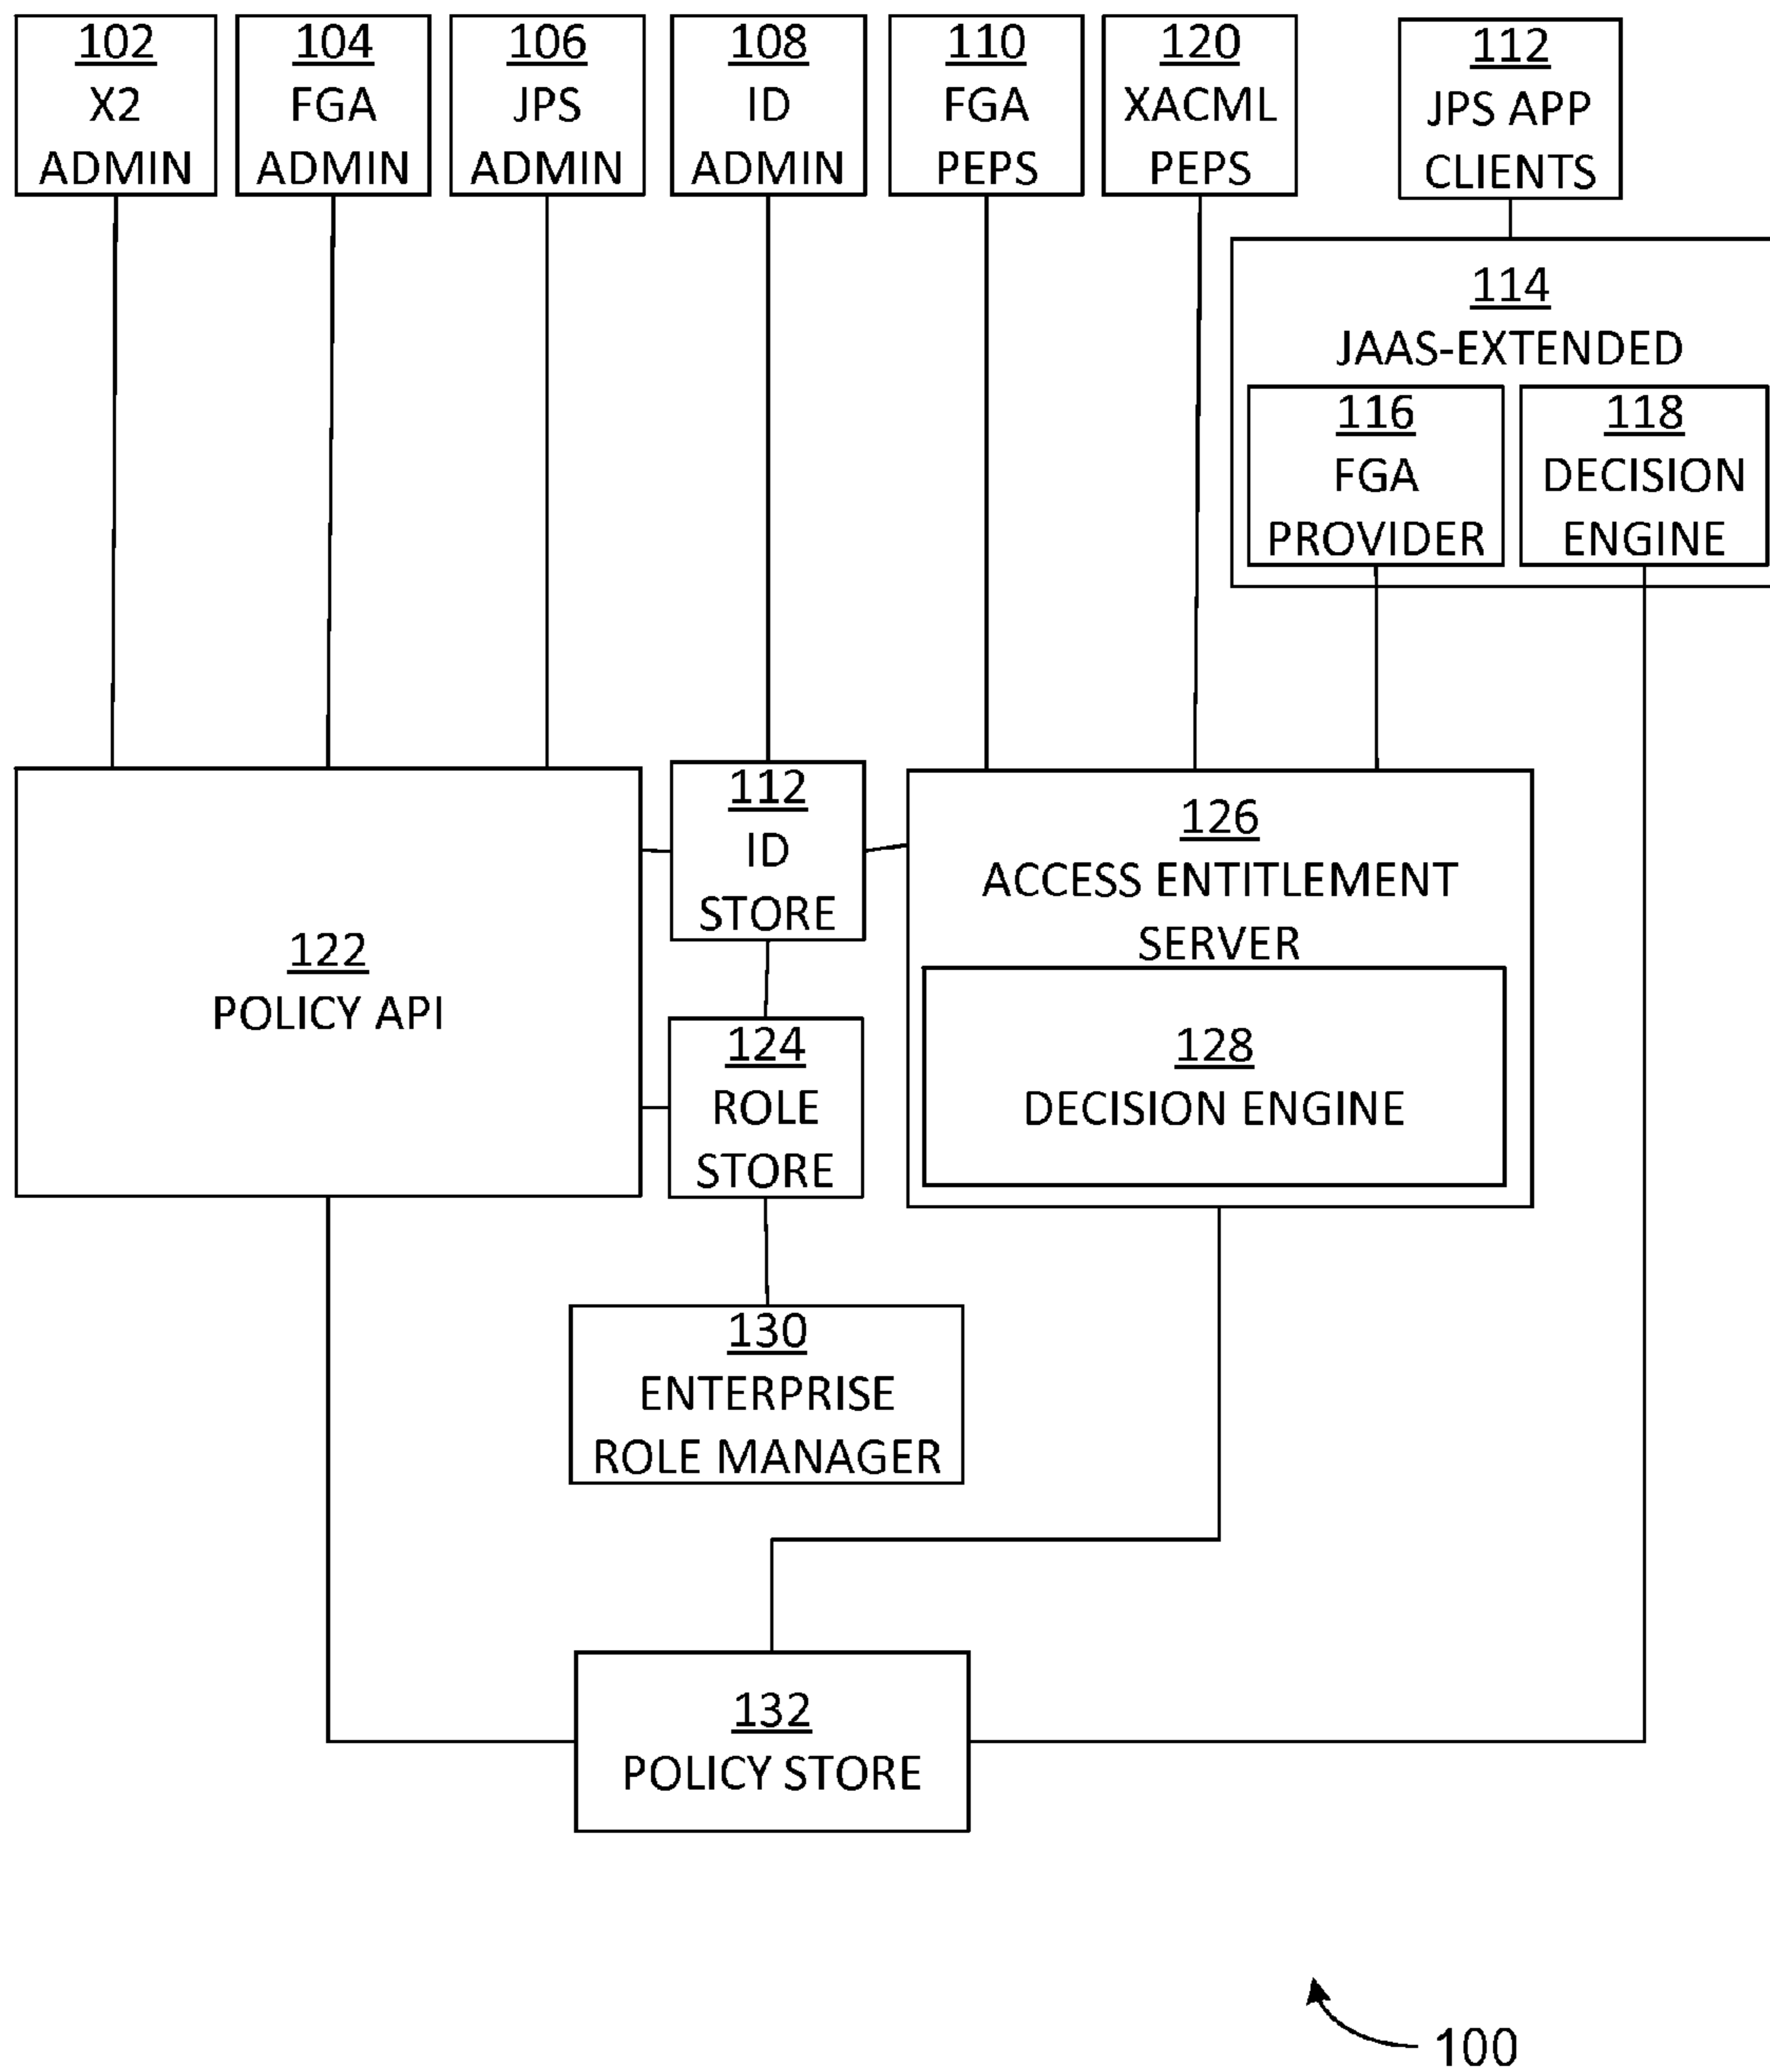 102
X2
ADMIN
104
FGA
ADMIN
106
JPS
ADMIN
108
ID
ADMIN
110
FGA
PEPS
120
XACML
PEPS
112
JPS APP
CLIENTS
114
JAAS-EXTENDED
116
FGA
PROVIDER
118
DECISION
ENGINE
122
POLICY API
112
ID
STORE
124
ROLE
STORE
126
ACCESS ENTITLEMENT
SERVER
128
DECISION ENGINE
130
ENTERPRISE
ROLE MANAGER
132
POLICY STORE
100